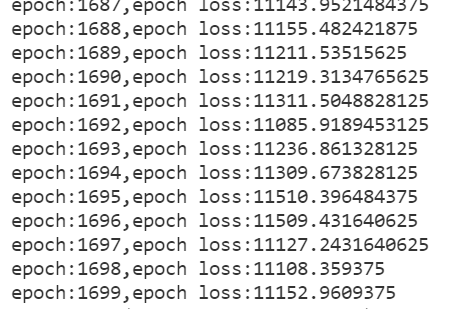 epoch:1687,epoch loss:11143.9521484375
epoch:1688,epoch loss:11155.482421875
epoch:1689,epoch loss:11211.53515625
epoch:1690,epoch loss:11219.3134765625
epoch:1691,epoch loss:11311.5048828125
epoch:1692,epoch loss:11085.9189453125
epoch:1693,epoch loss:11236.861328125
epoch:1694,epoch loss:11309.673828125
epoch:1695,epoch loss:11510.396484375
epoch:1696,epoch loss:11509.431640625
epoch:1697,epoch loss:11127.2431640625
epoch:1698,epoch loss:11108.359375
epoch:1699,epoch loss:11152.9609375